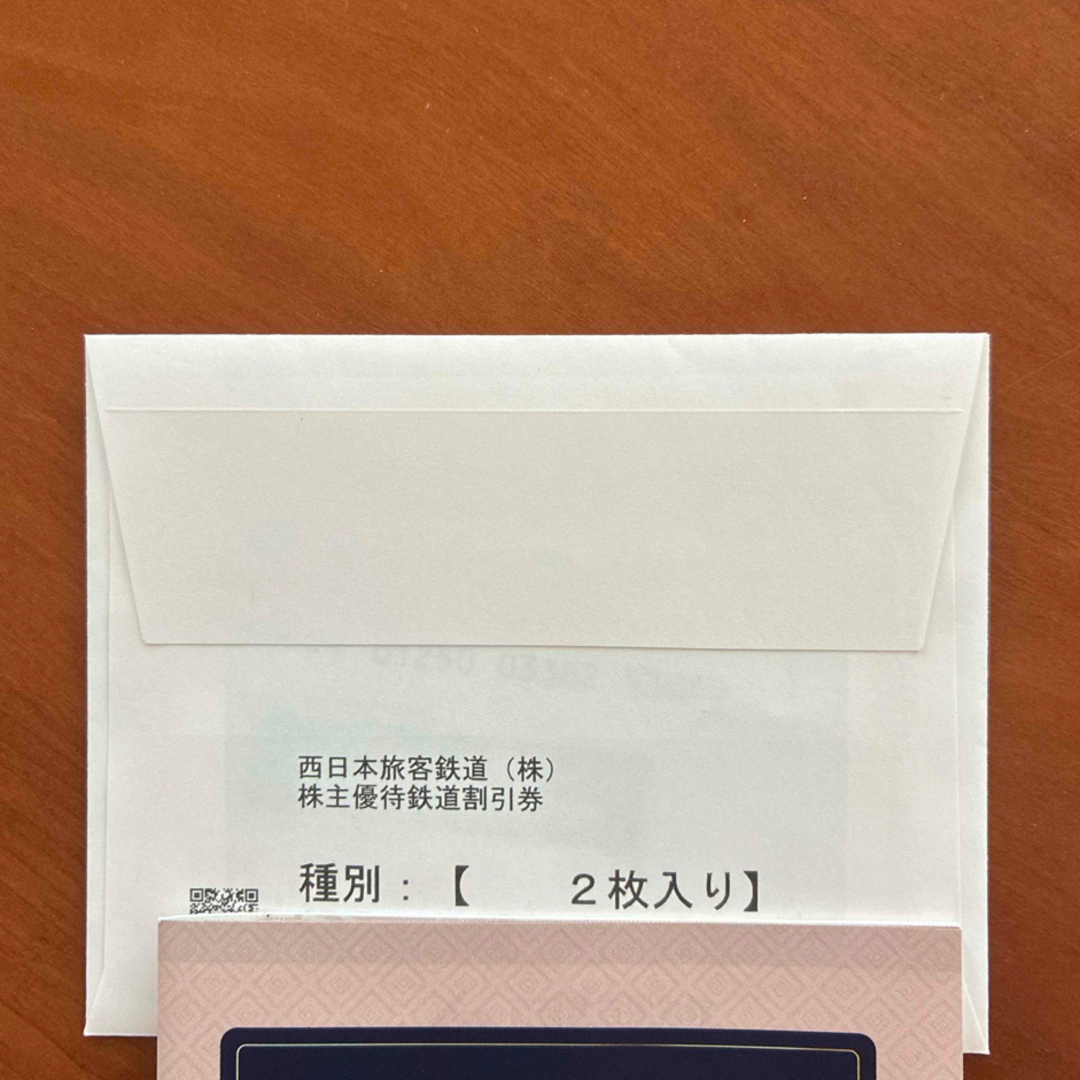 西日本旅客鉄道（株）
株主優待鉄道割引券
種別：【　　２枚入り】